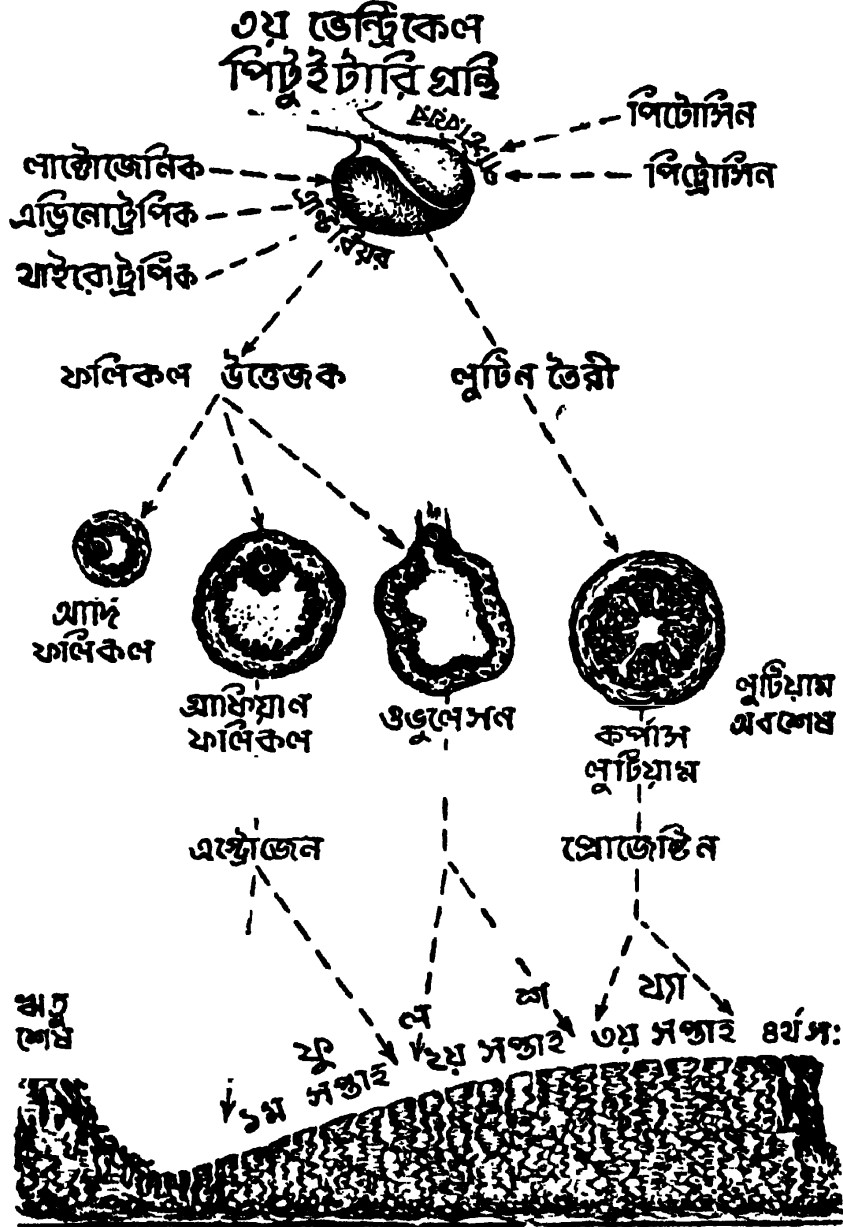 ৩য় ভেন্ট্রিকেল
পিটুইটারি গ্রন্থি
পিটোসিন
লাক্টোজেনিক
পিট্রোসিন
এড্রিনোট্রপিক
থাইরোট্রপিক
ফলিকল উত্তেজক
লুটিন তৈরী
আদি
ফলিকল
গ্রাফিয়ান
ফলিকল
ওভুলেসন
কর্পাস
লুটিয়াম
লুটিয়াম
অবশেষ
এস্ট্রোজেন
প্রোজেষ্টিন
ঋতু
শেষ
ফু
ল
শ
য্যা
১ম সপ্তাহ
২য় সপ্তাহ
৩য় সপ্তাহ
৪র্থ স: